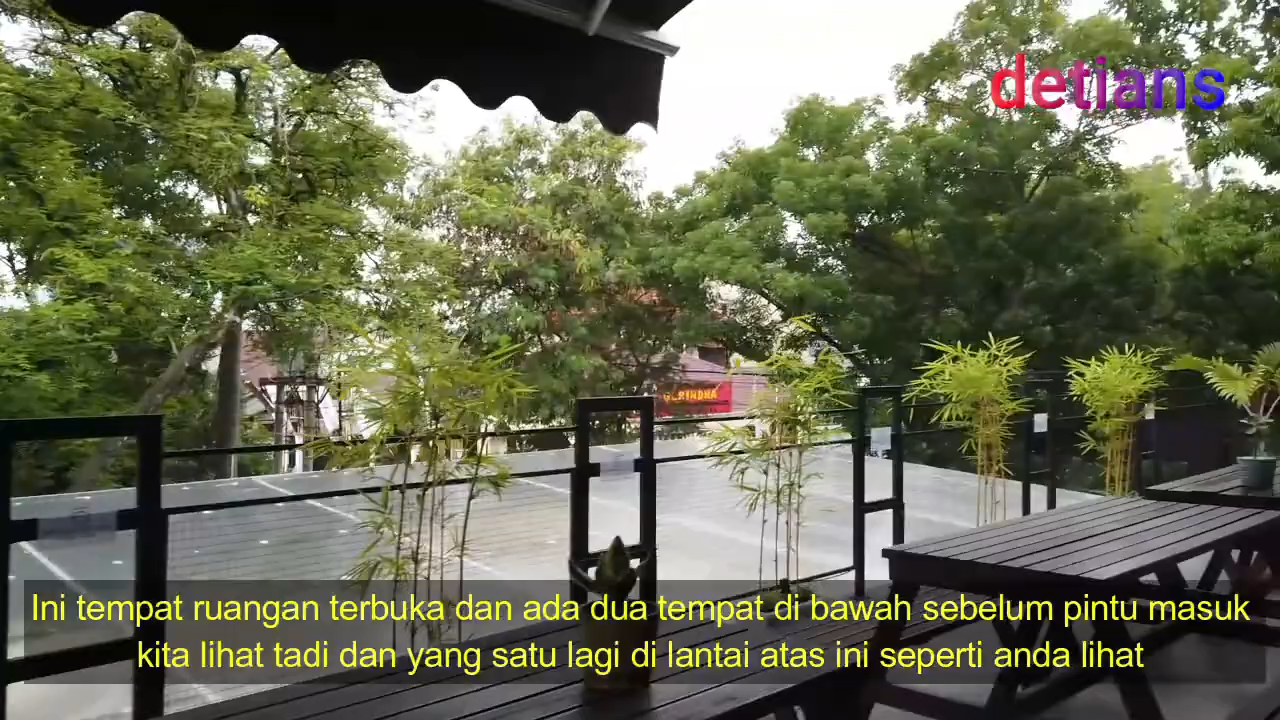 detians
GERINDRA
Ini tempat ruangan terbuka dan ada dua tempat di bawah sebelum pintu masuk
kita lihat tadi dan yang satu lagi di lantai atas ini seperti anda lihat